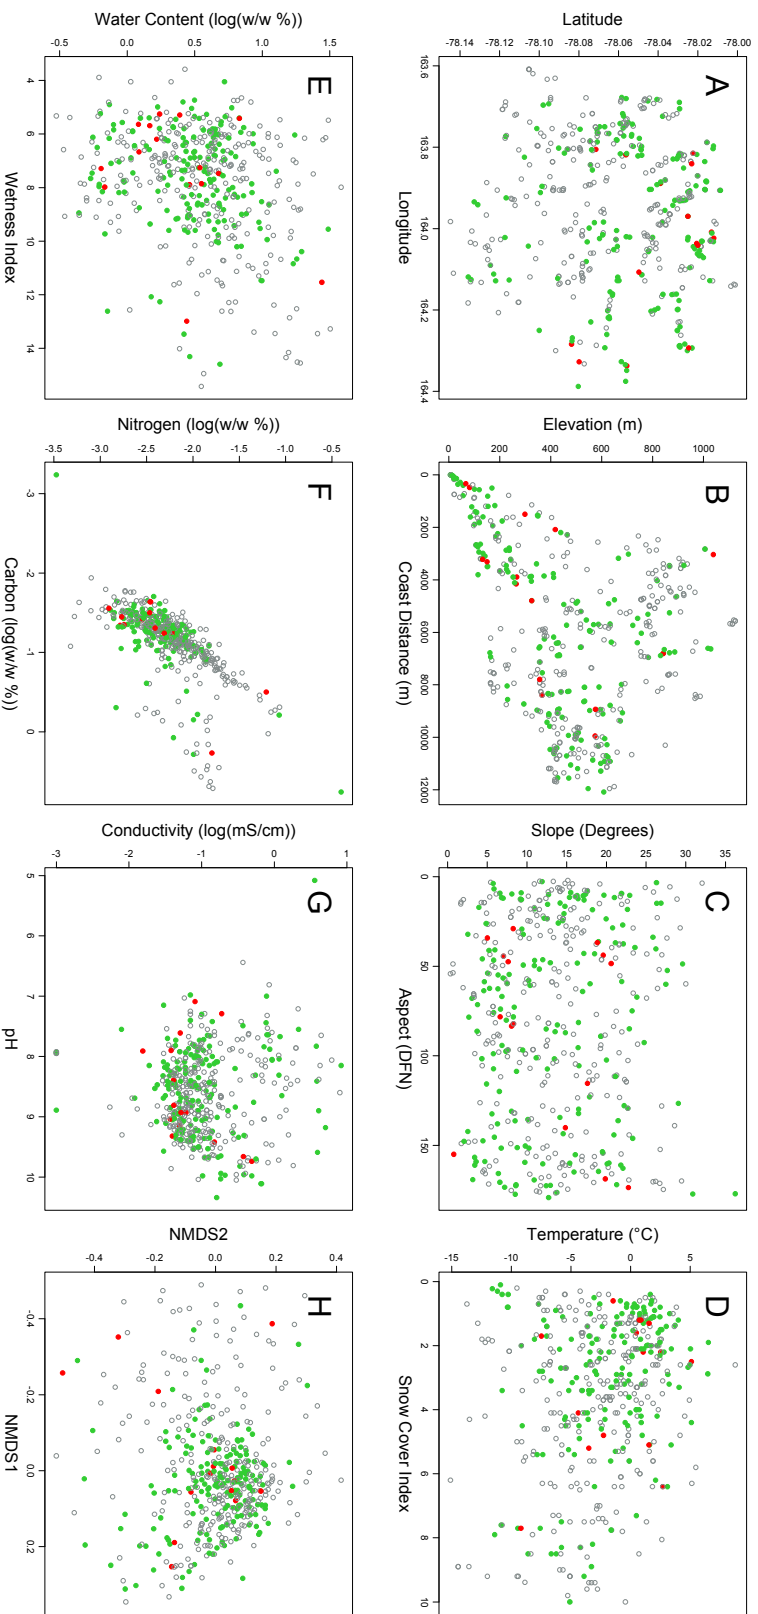 A
Latitude
-78.14 -78.12 -78.10 -78.08 -78.06 -78.04 -78.02 -78.00
163.6 163.8 164.0 164.2 164.4
Longitude
B
Elevation (m)
0 200 400 600 800 1000
0 2000 4000 6000 8000 10000 12000
Coast Distance (m)
C
Slope (Degrees)
0 5 10 15 20 25 30 35
0 50 100 150
Aspect (DFN)
D
Temperature (°C)
-15 -10 -5 0 5
0 2 4 6 8 10
Snow Cover Index
E
Water Content (log(w/w %))
-0.5 0.0 0.5 1.0 1.5
4 6 8 10 12 14
Wetness Index
F
Nitrogen (log(w/w %))
-3.5 -3.0 -2.5 -2.0 -1.5 -1.0 -0.5
-3 -2 -1 0
Carbon (log(w/w %))
G
Conductivity (log(mS/cm))
-3 -2 -1 0 1
5 6 7 8 9 10
pH
H
NMDS2
-0.4 -0.2 0.0 0.2 0.4
-0.4 -0.2 0.0 0.2
NMDS1